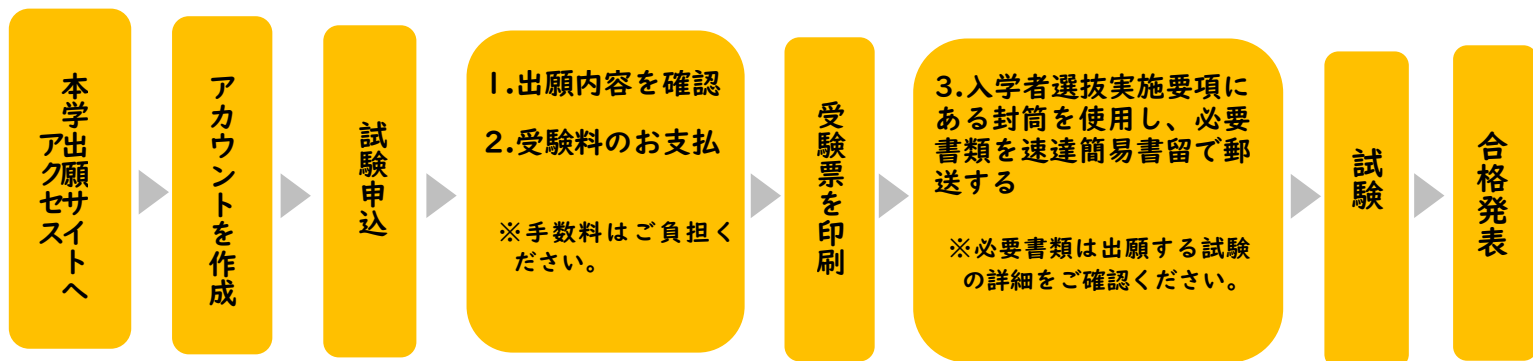 本学出願サイトへ
アクセス
アカウントを作成
試験申込
1.出願内容を確認
2.受験料のお支払
※手数料はご負担く
ださい。
受験票を印刷
3.入学者選抜実施要項に
ある封筒を使用し、必要
書類を速達簡易書留で郵
送する
※必要書類は出願する試験
の詳細をご確認ください。
試験
合格発表